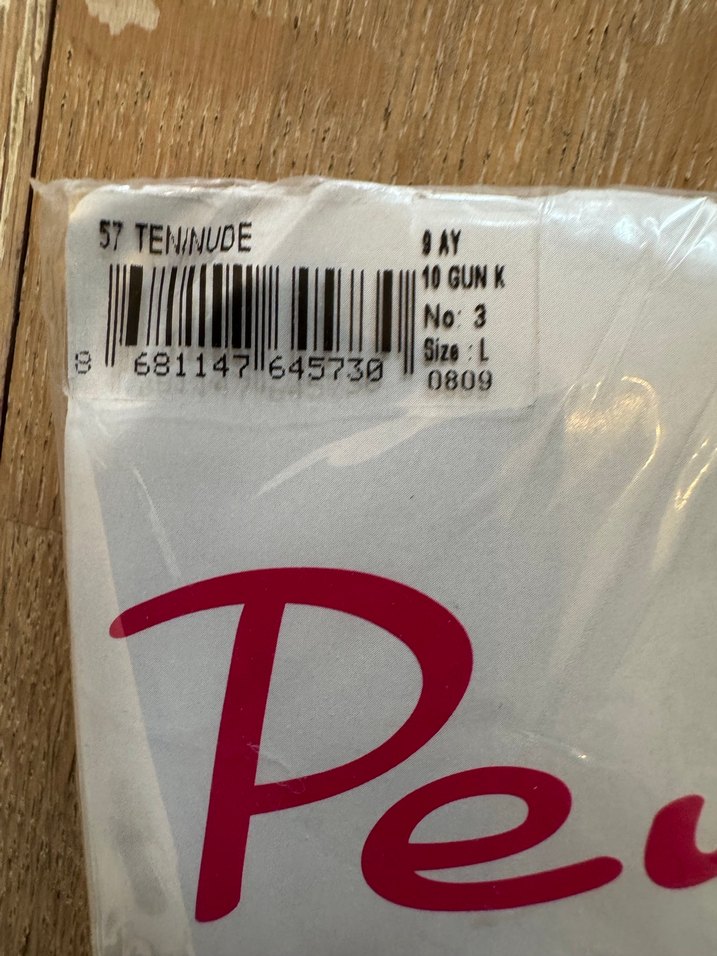 57 TEN/NUDE
9 AY
10 GUN K
No: 3
Size : L
0809
8 681147 645730
Pe